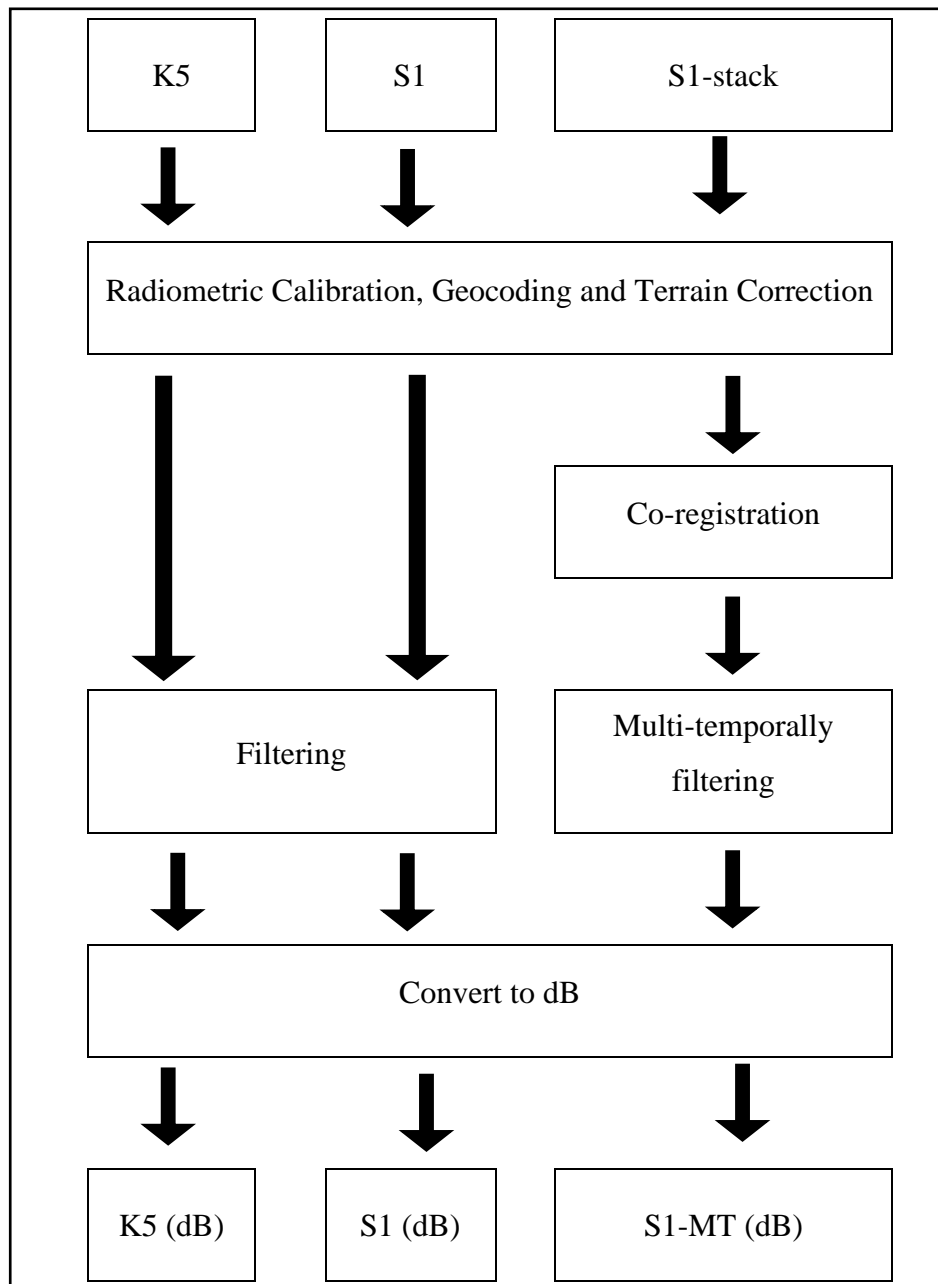 K5
S1
S1-stack
Radiometric Calibration, Geocoding and Terrain Correction
Co-registration
Filtering
Multi-temporally
filtering
Convert to dB
K5 (dB)
S1 (dB)
S1-MT (dB)